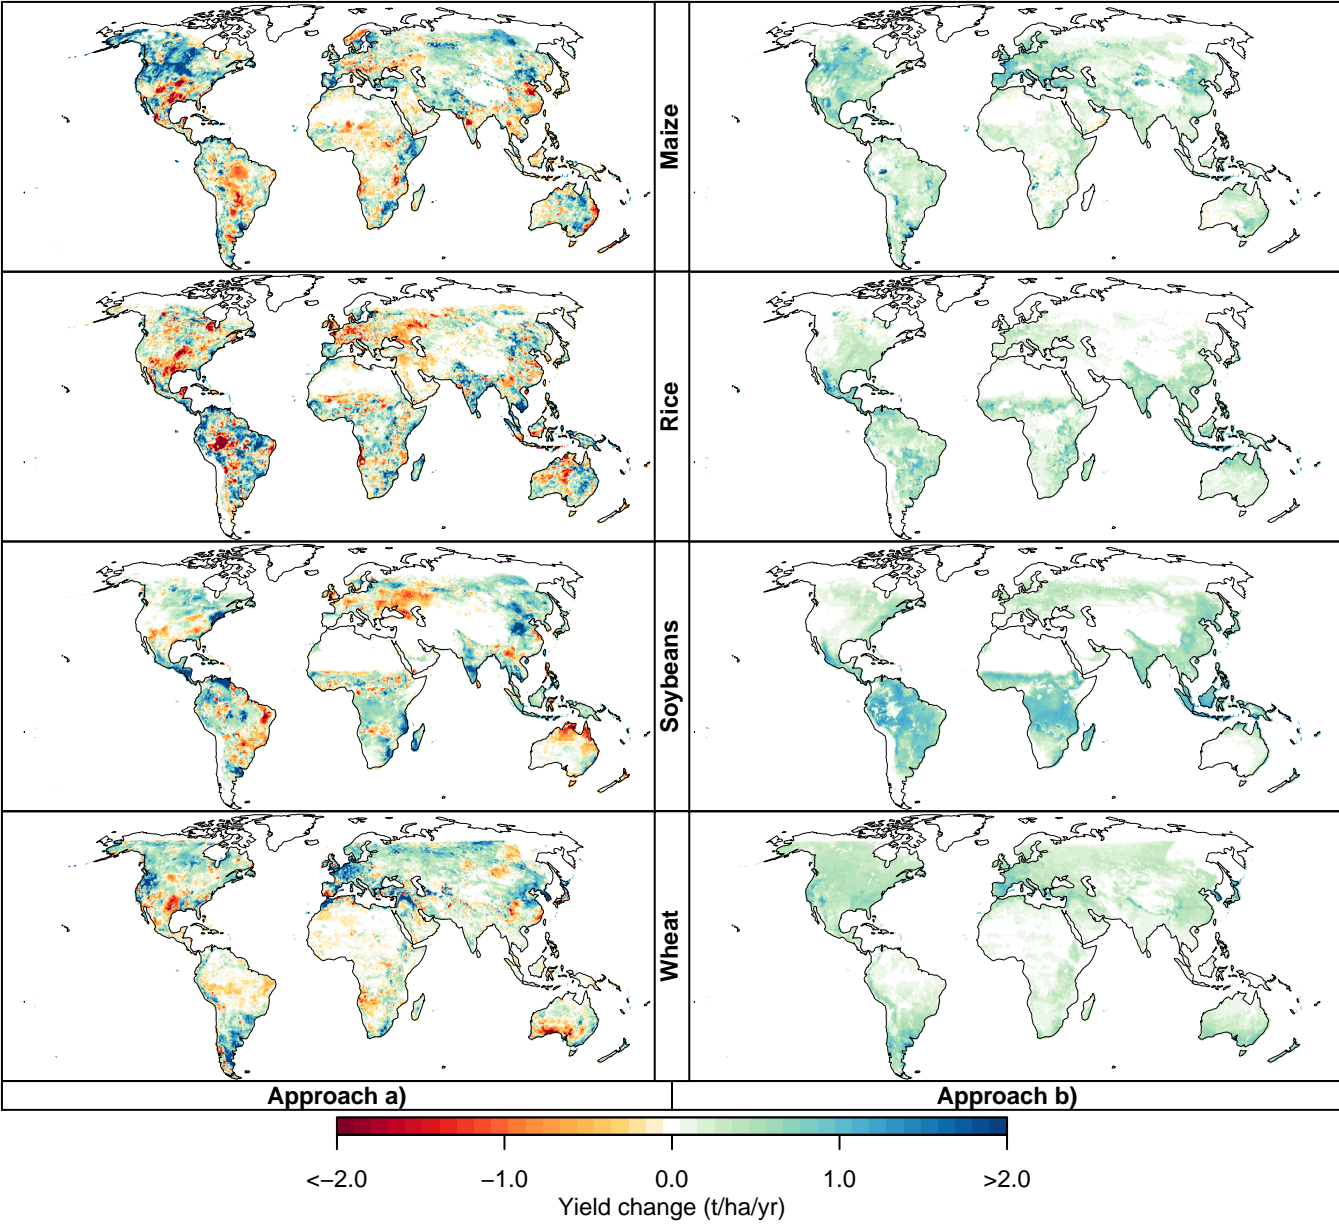 Maize
Rice
Soybeans
Wheat
Approach a)
Approach b)
<−2.0
−1.0
0.0
1.0
>2.0
Yield change (t/ha/yr)